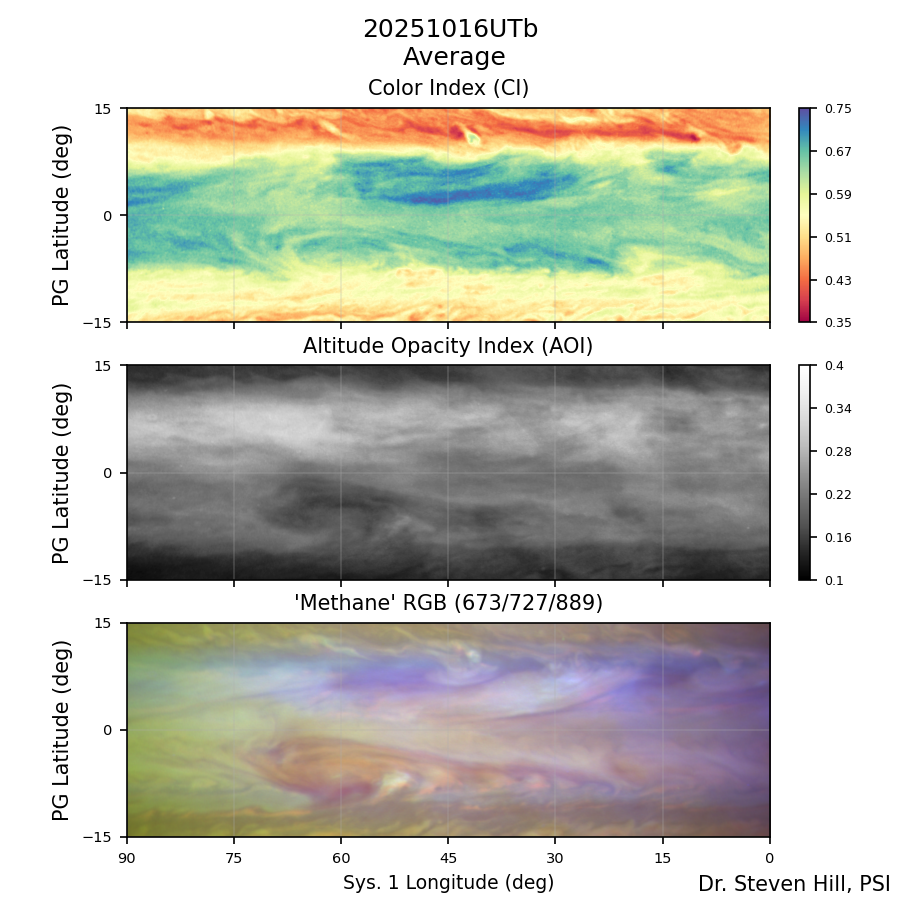 20251016UTb
Average
Color Index (CI)
PG Latitude (deg)
15
0
−15
0.75
0.67
0.59
0.51
0.43
0.35
Altitude Opacity Index (AOI)
PG Latitude (deg)
15
0
−15
0.4
0.34
0.28
0.22
0.16
0.1
'Methane' RGB (673/727/889)
PG Latitude (deg)
15
0
−15
90 75 60 45 30 15 0
Sys. 1 Longitude (deg)
Dr. Steven Hill, PSI